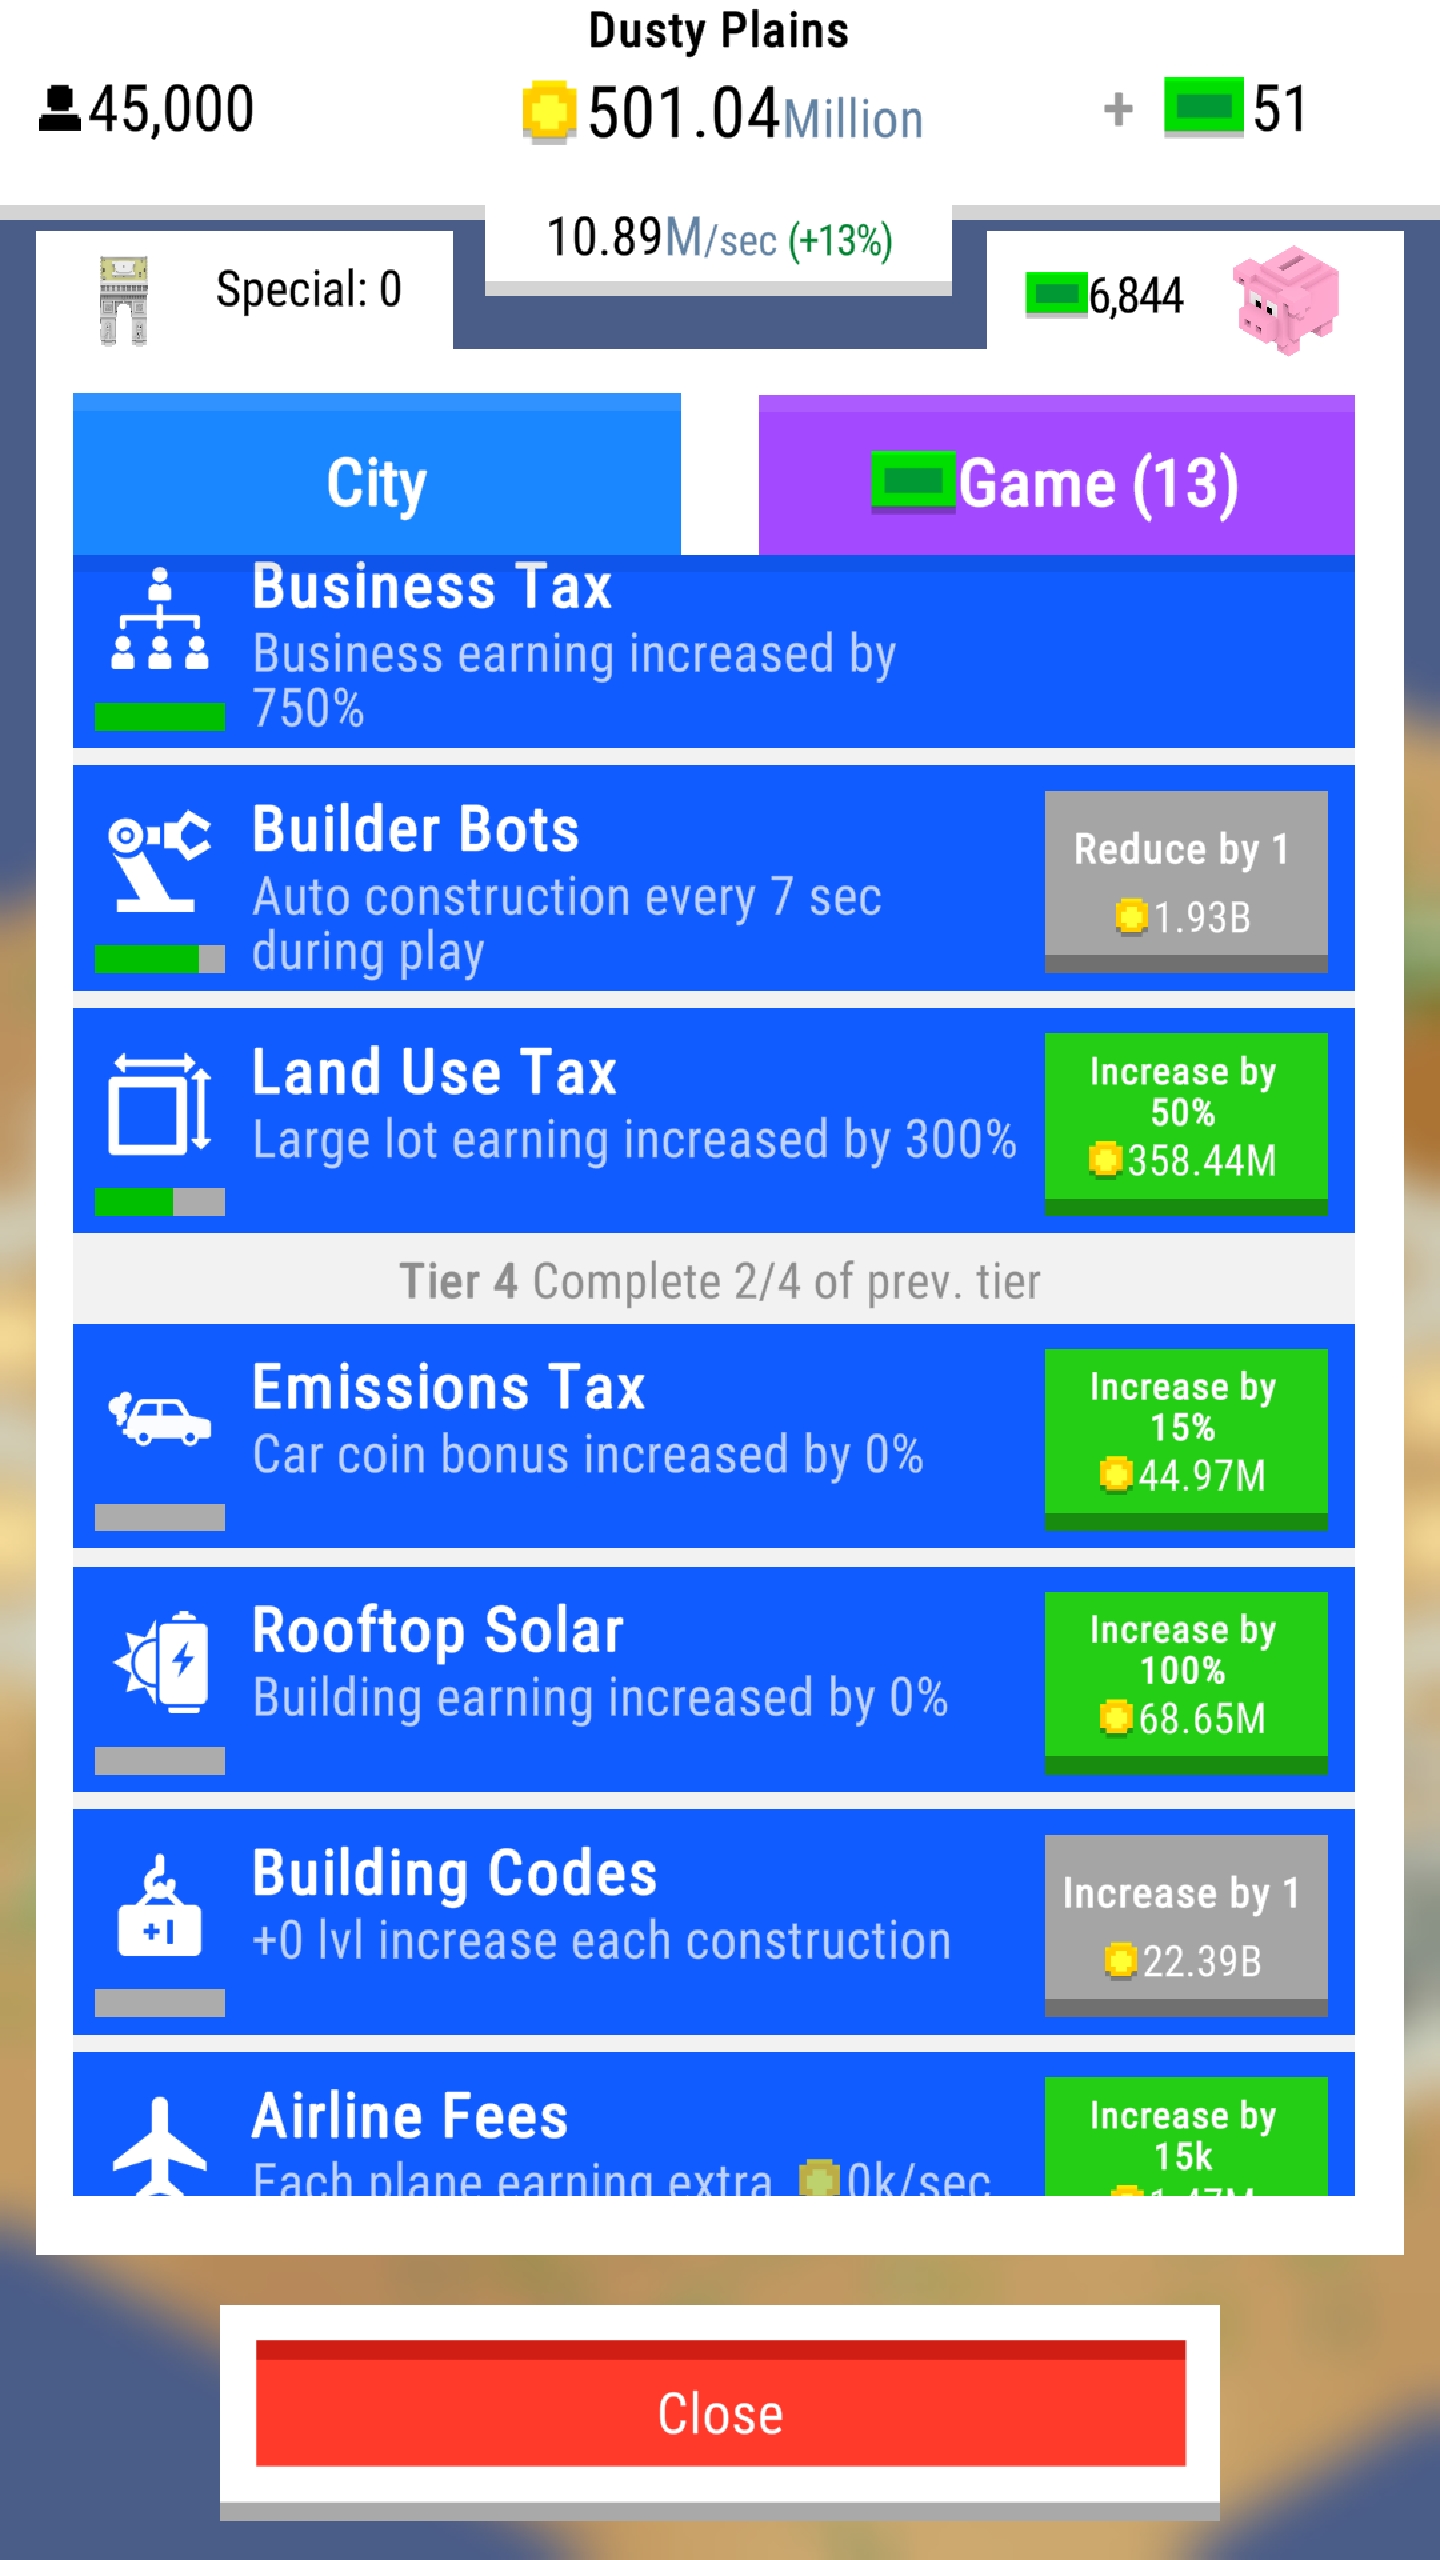 Dusty Plains
45,000
501.04Million
+ 51
10.89M/sec (+13%)
Special: 0
6,844
City
Game (13)
Business Tax
Business earning increased by
750%
Builder Bots
Auto construction every 7 sec
during play
Reduce by 1
1.93B
Land Use Tax
Large lot earning increased by 300%
Increase by
50%
358.44M
Tier 4 Complete 2/4 of prev. tier
Emissions Tax
Car coin bonus increased by 0%
Increase by
15%
44.97M
Rooftop Solar
Building earning increased by 0%
Increase by
100%
68.65M
+1
Building Codes
+0 lvl increase each construction
Increase by 1
22.39B
Airline Fees
Each plane earning extra 0k/sec
Increase by
15k
1.47M
Close